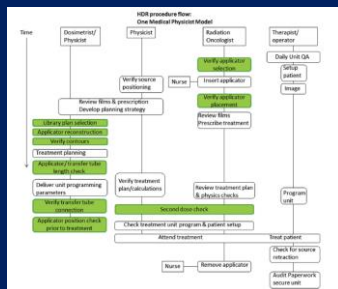 HDR procedure flow:
One Medical Physicist Model
Time
Dosimetrist/
Physicist
Physicist
Radiation
Oncologist
Therapist/
operator
Daily Unit QA
Verify applicator
selection
Setup
patient
Verify source
positioning
Nurse
Insert applicator
Image
Review films & prescription
Develop planning strategy
Verify applicator
placement
Library plan selection
Review films
Prescribe treatment
Applicator reconstruction
Verify contours
Treatment planning
Applicator/transfer tube
length check
Verify treatment
plan/calculations
Deliver unit programming
parameters
Review treatment plan
& physics checks
Program
unit
Verify transfer tube
connection
Second dose check
Applicator position check
prior to treatment
Check treatment unit program & patient setup
Attend treatment
Treat patient
Check for source
retraction
Nurse
Remove applicator
Audit Paperwork
secure unit